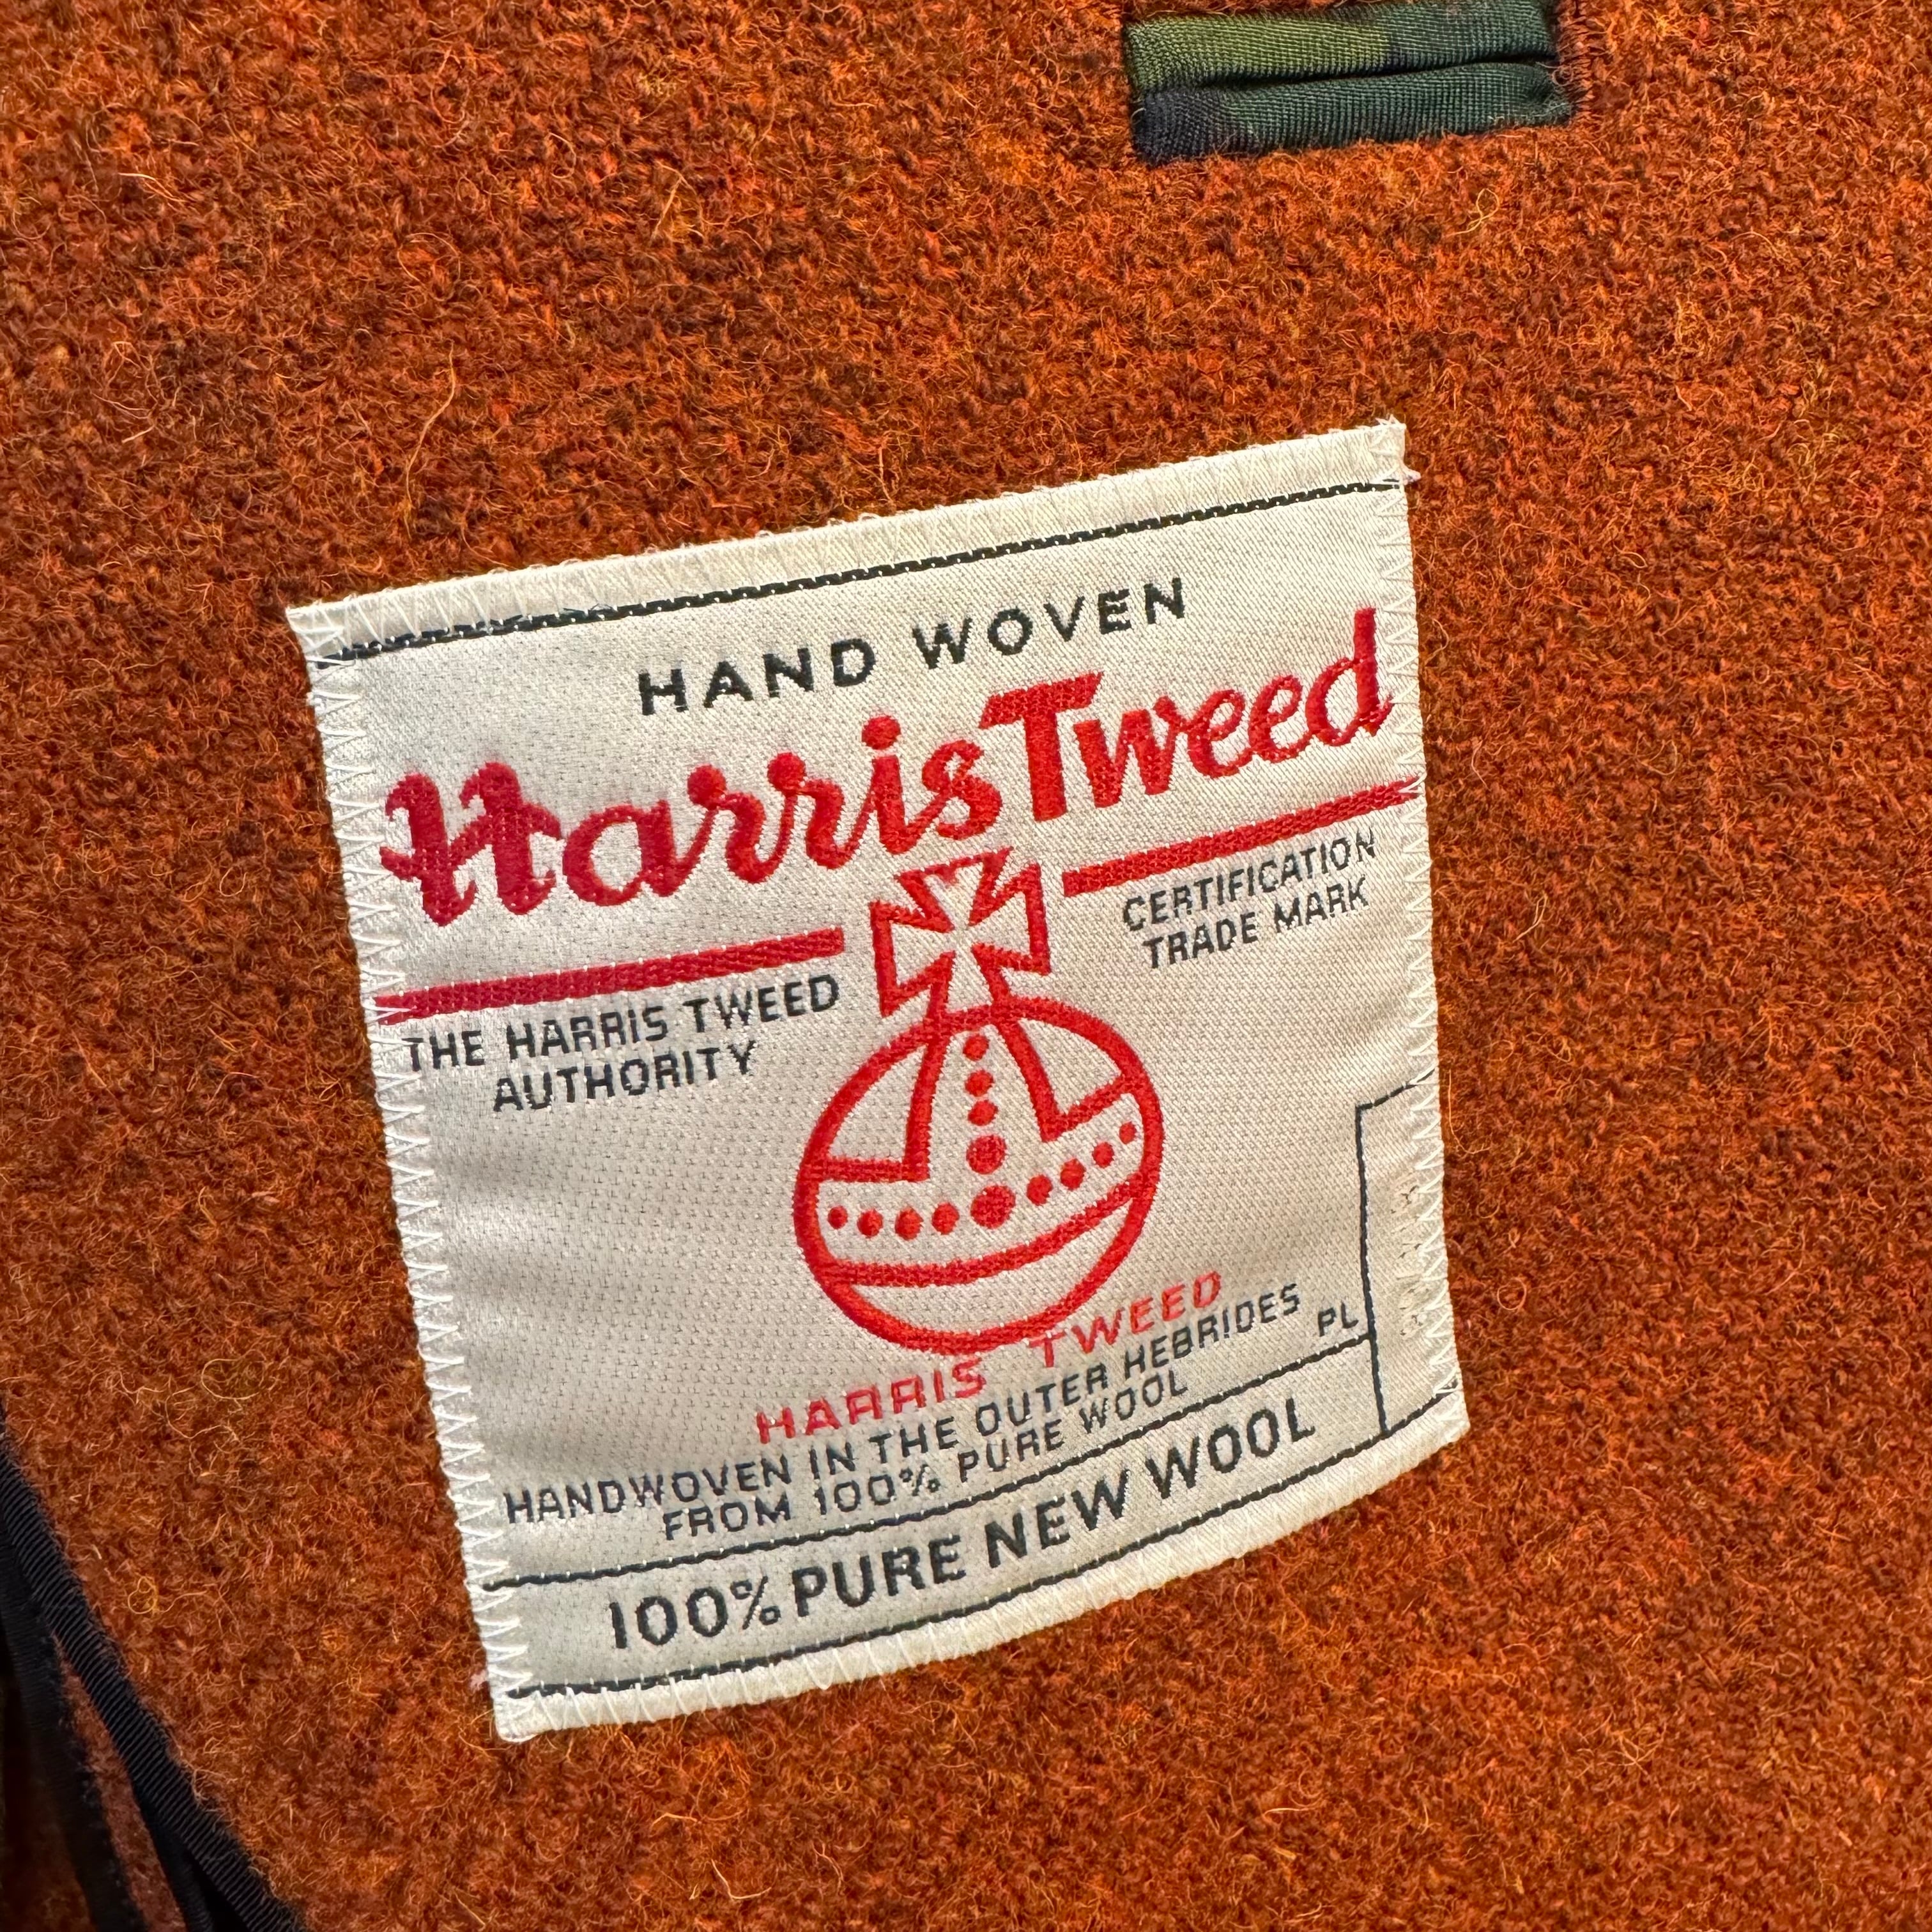 HAND WOVEN
Harris Tweed
THE HARRIS TWEED
AUTHORITY
CERTIFICATION
TRADE MARK
HARRIS TWEED
HANDWOVEN IN THE OUTER HEBRIDES
FROM 100% PURE WOOL
PL
100% PURE NEW WOOL